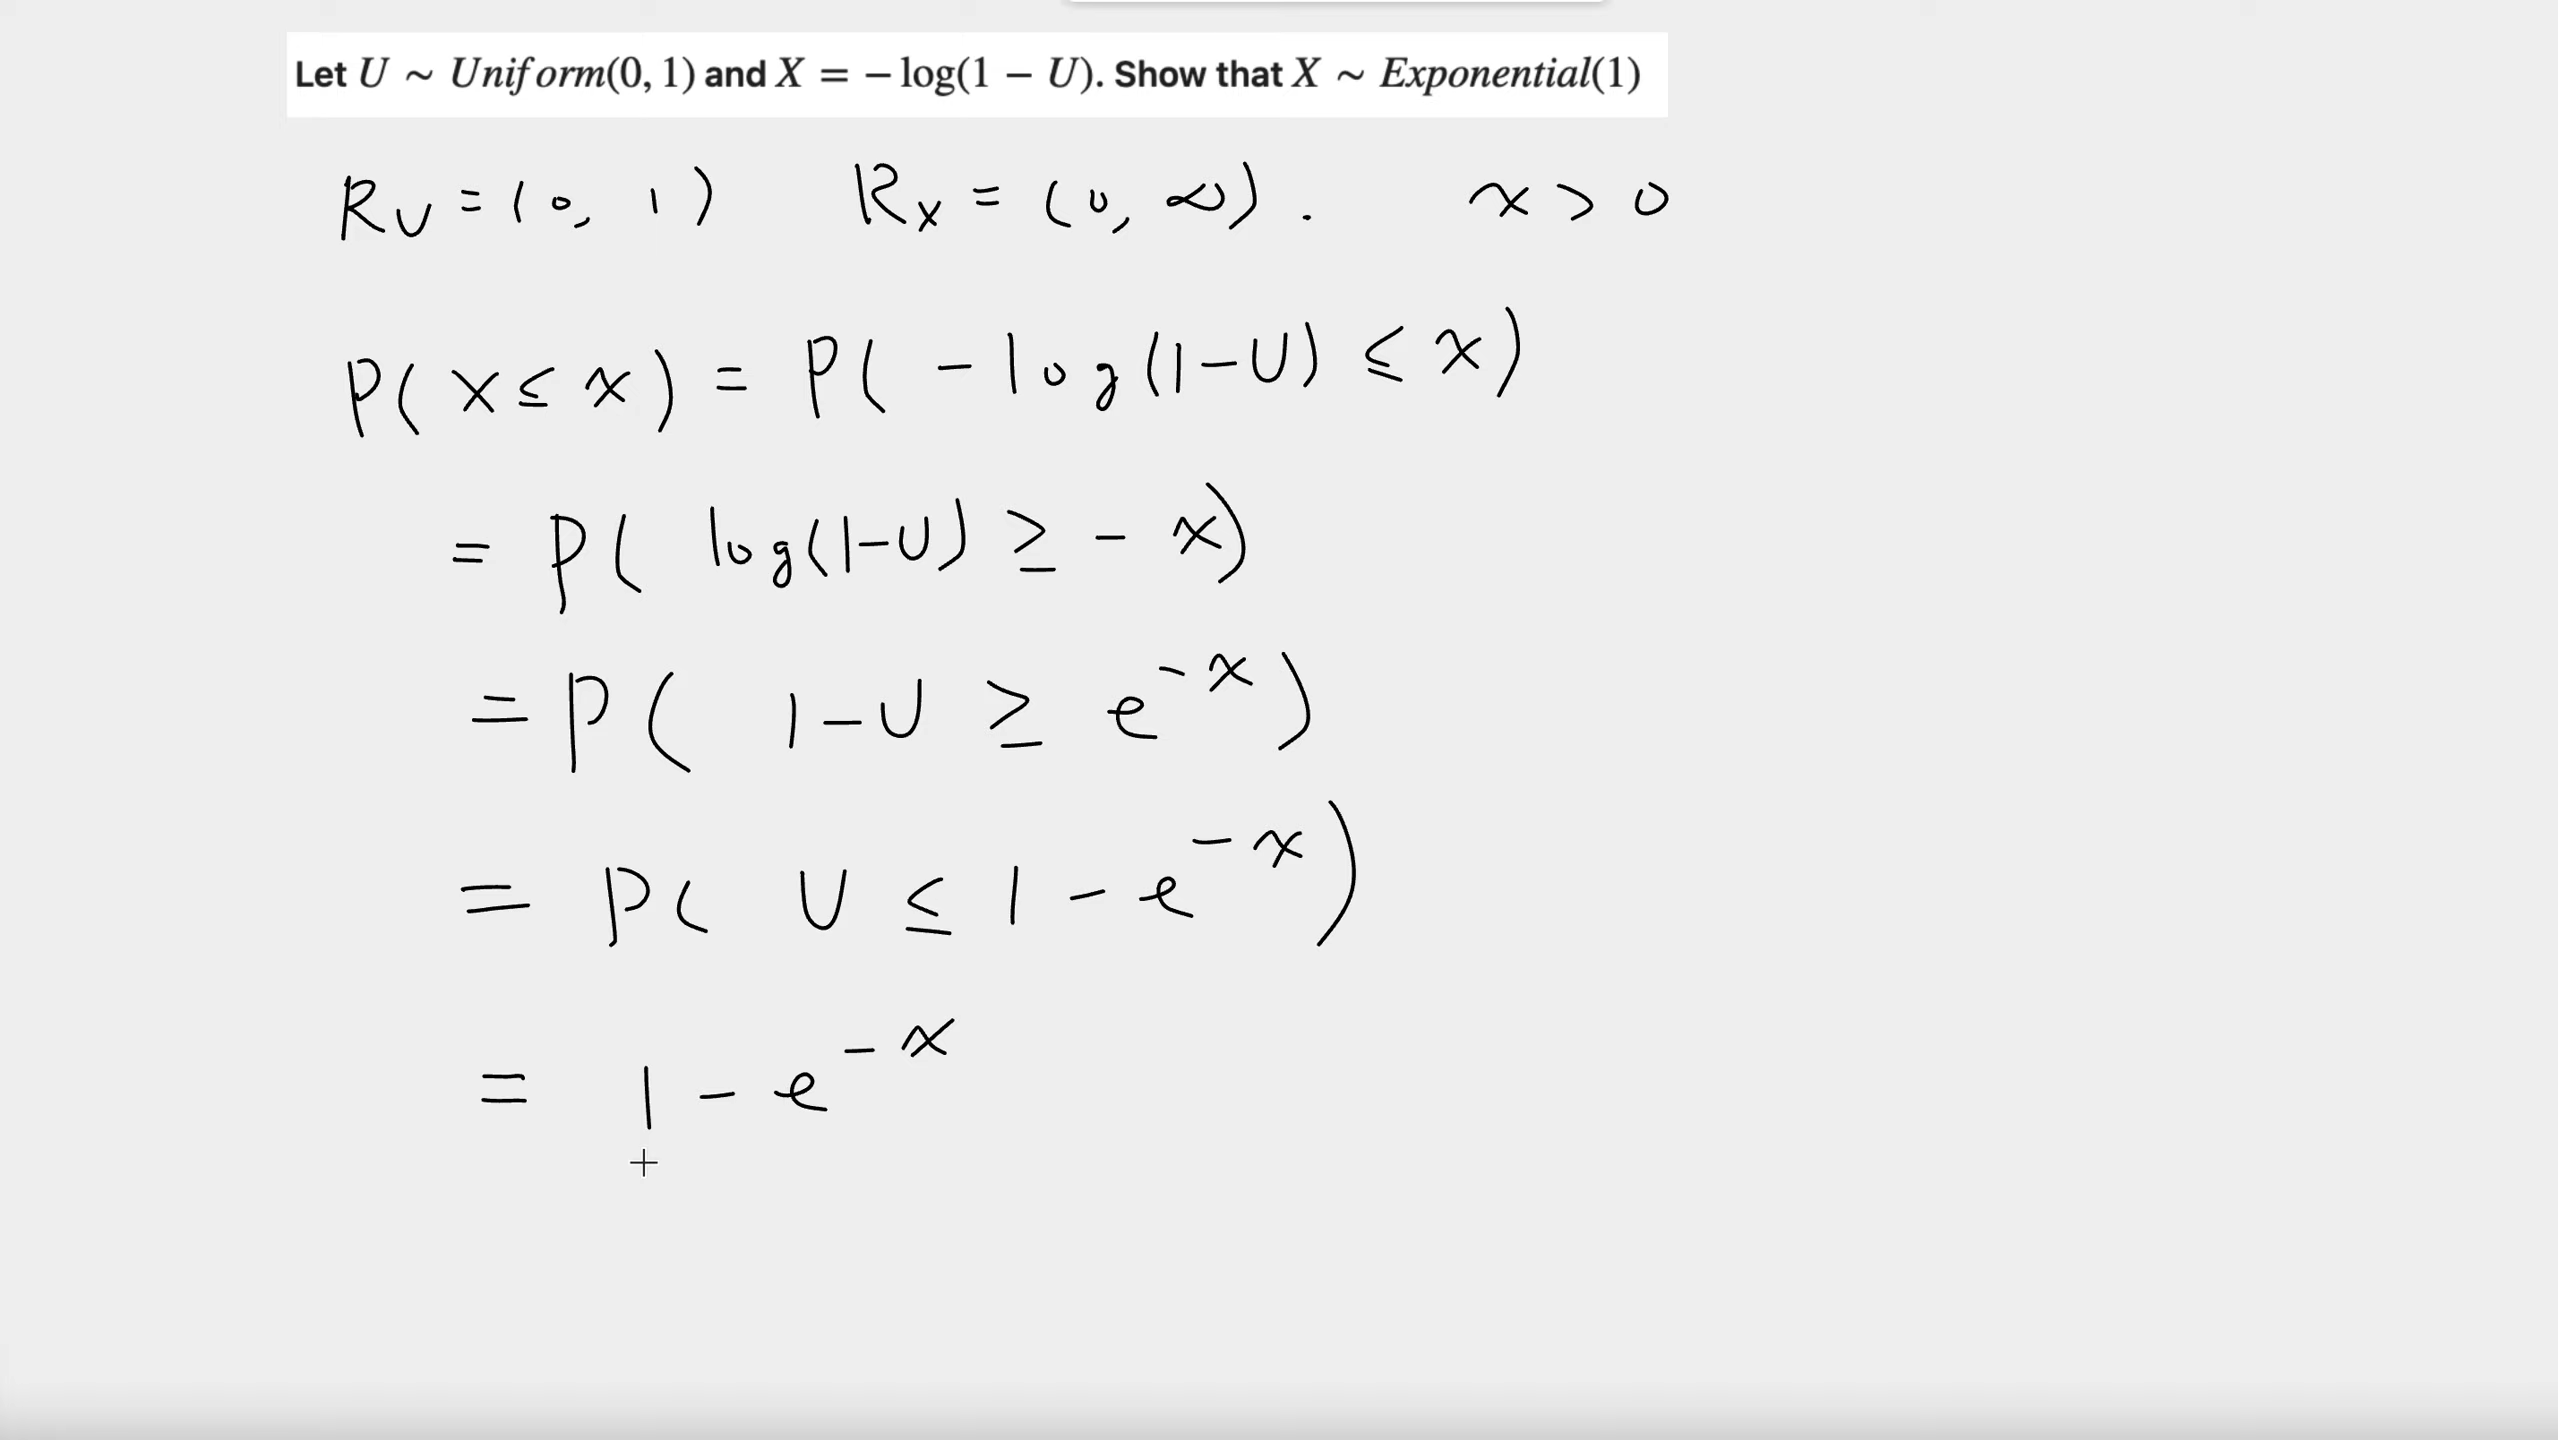 Let U ~ Uniform(0, 1) and X = − log(1 − U). Show that X ~ Exponential(1)
R_U = (0, 1) R_X = (0, ∞). x > 0
P(X ≤ x) = P( - log(1-U) ≤ x)
= P( log(1-U) ≥ - x)
= P( 1-U ≥ e^{-x})
= P( U ≤ 1 - e^{-x})
= 1 - e^{-x}